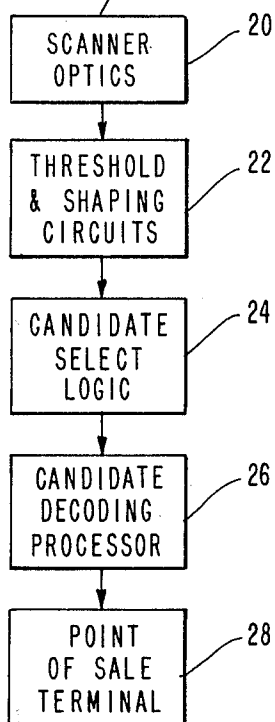 SCANNER
OPTICS
20
THRESHOLD
& SHAPING
CIRCUITS
22
CANDIDATE
SELECT
LOGIC
24
CANDIDATE
DECODING
PROCESSOR
26
POINT
OF SALE
TERMINAL
28